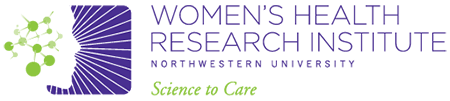 WOMEN'S HEALTH
RESEARCH INSTITUTE
NORTHWESTERN UNIVERSITY
Science to Care